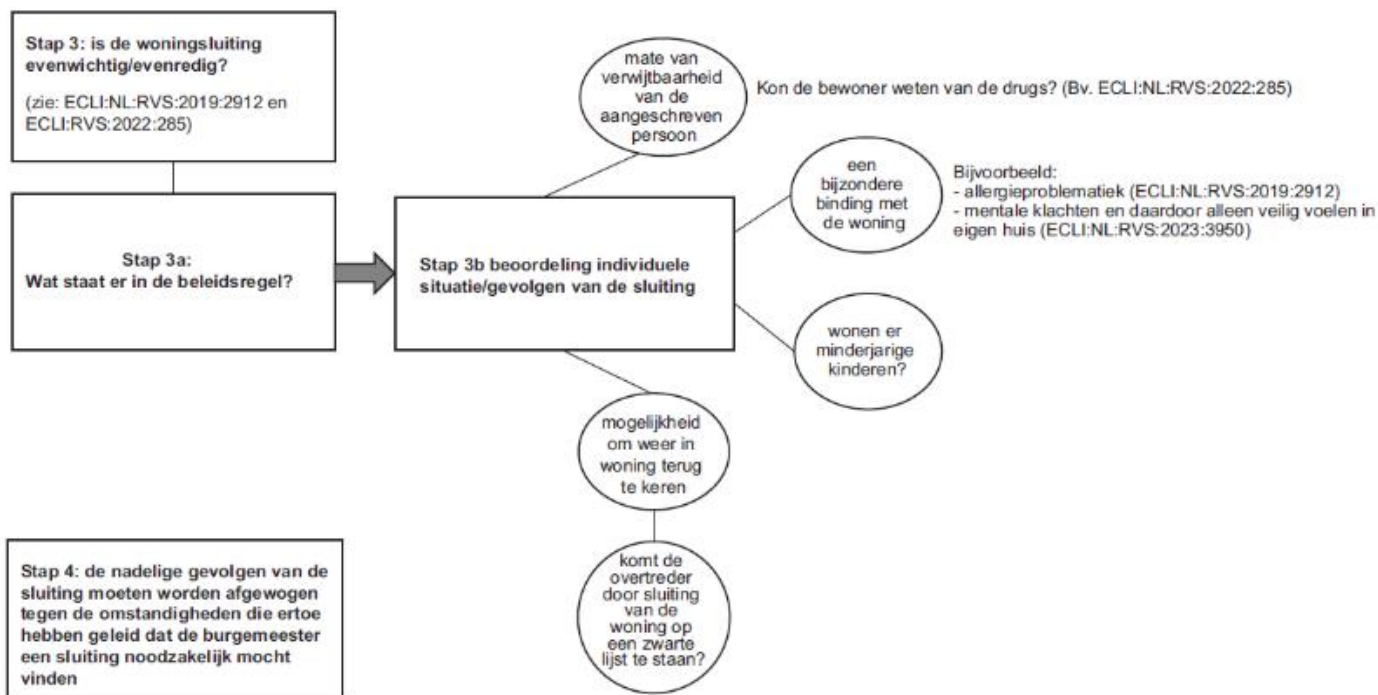 Stap 3: is de woningsluiting
evenwichtig/evenredig?
(zie: ECLI:NL:RVS:2019:2912 en
ECLI:RVS:2022:285)
Stap 3a:
Wat staat er in de beleidsregel?
Stap 3b beoordeling individuele
situatie/gevolgen van de sluiting
mate van
verwijtbaarheid
van de
aangeschreven
persoon
Kon de bewoner weten van de drugs? (Bv. ECLI:NL:RVS:2022:285)
een
bijzondere
binding met
de woning
Bijvoorbeeld:
- allergieproblematiek (ECLI:NL:RVS:2019:2912)
- mentale klachten en daardoor alleen veilig voelen in
eigen huis (ECLI:NL:RVS:2023:3950)
wonen er
minderjarige
kinderen?
mogelijkheid
om weer in
woning terug
te keren
komt de
overtreder
door sluiting
van de
woning op
een zwarte
lijst te staan?
Stap 4: de nadelige gevolgen van de
sluiting moeten worden afgewogen
tegen de omstandigheden die ertoe
hebben geleid dat de burgemeester
een sluiting noodzakelijk mocht
vinden